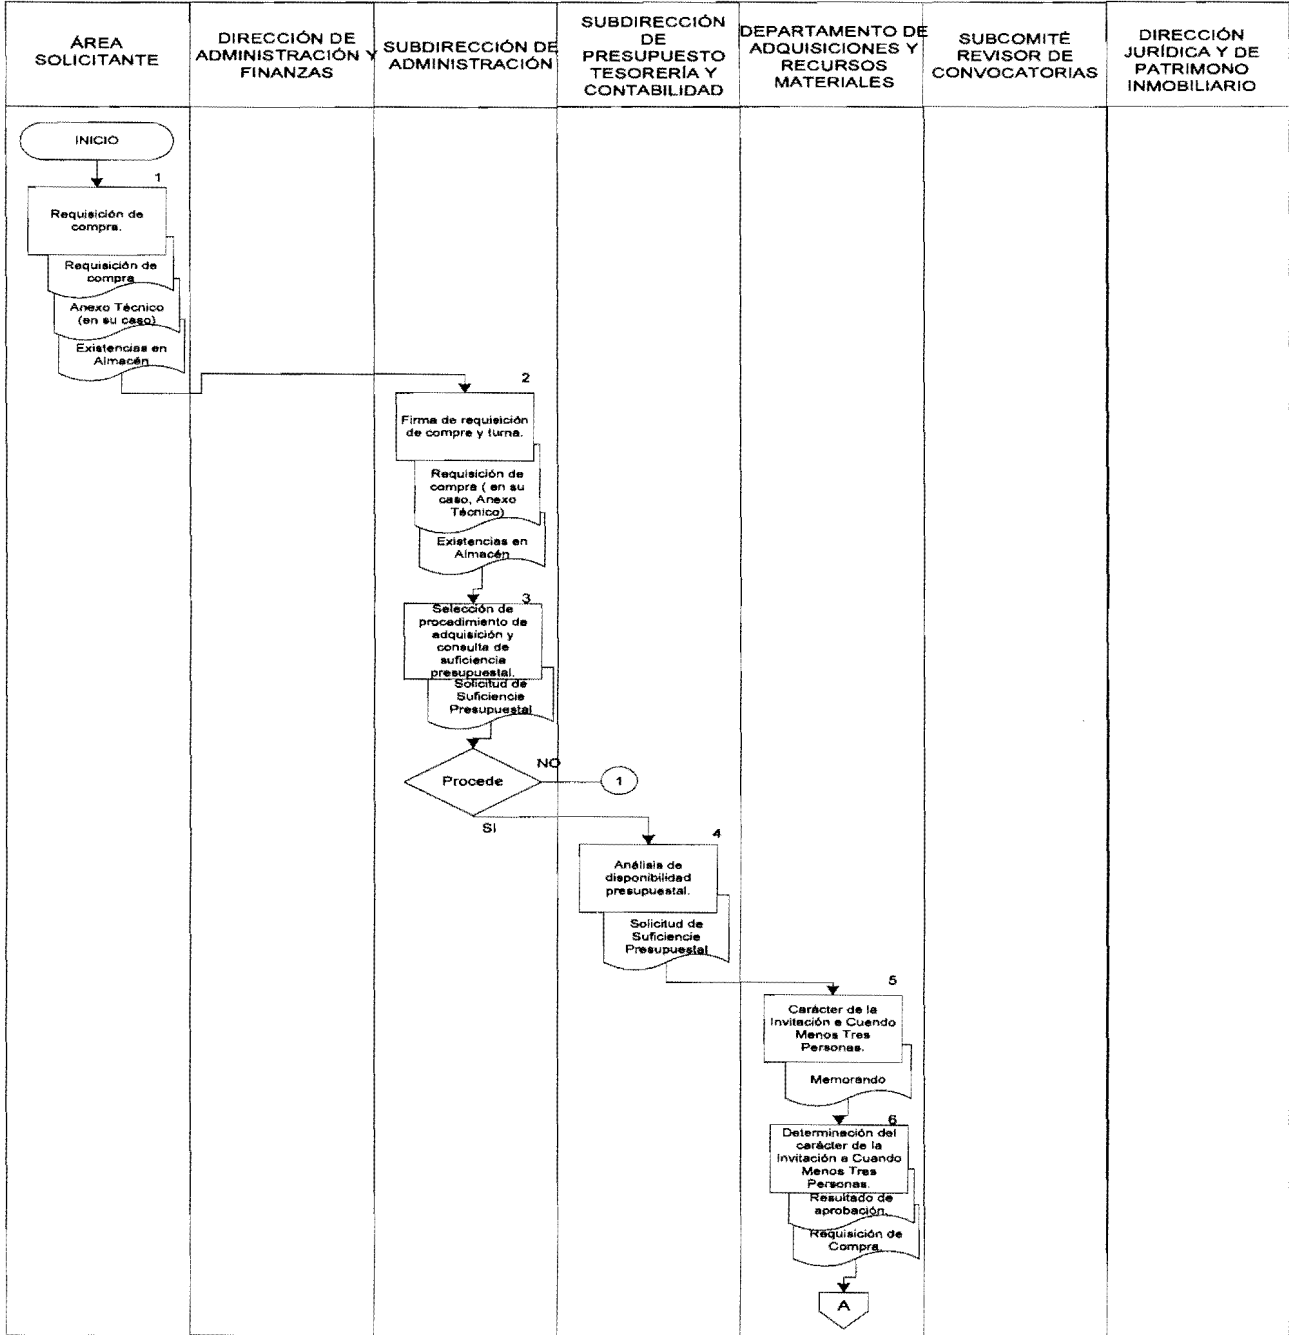 ÁREA
SOLICITANTE
DIRECCIÓN DE
ADMINISTRACIÓN Y
FINANZAS
SUBDIRECCIÓN DE
ADMINISTRACIÓN
SUBDIRECCIÓN
DE
PRESUPUESTO
TESORERÍA Y
CONTABILIDAD
DEPARTAMENTO DE
ADQUISICIONES Y
RECURSOS
MATERIALES
SUBCOMITÉ
REVISOR DE
CONVOCATORIAS
DIRECCIÓN
JURÍDICA Y DE
PATRIMONO
INMOBILIARIO
INICIO
1
Requisición de
compra.
Requisición de
compra
Anexo Técnico
(en su caso)
Existencias en
Almacén
2
Firma de requisición
de compre y turna.
Requisición de
compra ( en su
caso, Anexo
Técnico)
Existencias en
Almacén
3
Selección de
procedimiento de
adquisición y
consulta de
suficiencia
presupuestal.
Solicitud de
Suficiencie
Presupuestal
Procede
NO
1
SI
4
Análisis de
disponibilidad
presupuestal.
Solicitud de
Suficiencie
Presupuestal
5
Carácter de la
Invitación e Cuendo
Menos Tres
Personas.
Memorando
6
Determinación del
carácter de la
Invitación e Cuando
Menos Tres
Personas.
Resultado de
aprobación.
Requisición de
Compra
A